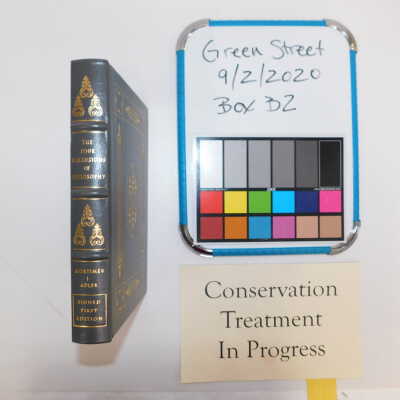 THE
FOUR
DIMENSIONS
OF
PHILOSOPHY
MORTIMER
J
ADLER
SIGNED
FIRST
EDITION
Green Street
9/2/2020
Box D2
Conservation
Treatment
In Progress